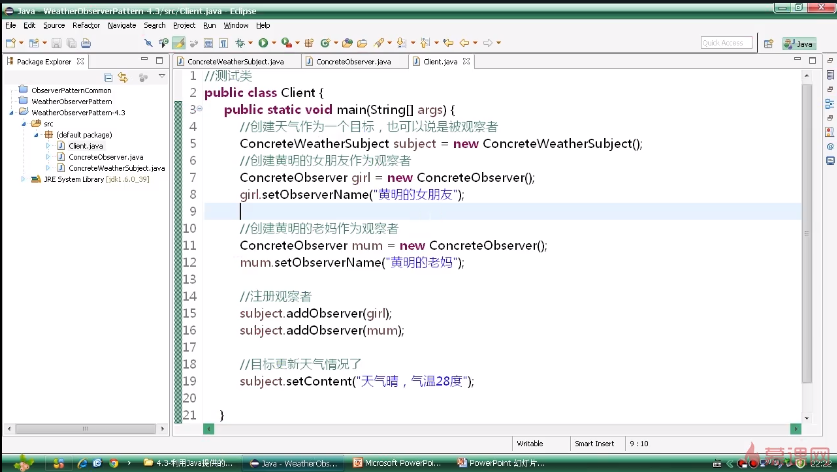 Java - WeatherObserverPattern-4.3/src/Client.java - Eclipse
File Edit Source Refactor Navigate Search Project Run Window Help
Quick Access
Java
Package Explorer
ConcreteWeatherSubject.java ConcreteObserver.java Client.java
ObserverPatternCommon
WeatherObserverPattern
WeatherObserverPattern-4.3
src
(default package)
Client.java
ConcreteObserver.java
ConcreteWeatherSubject.java
JRE System Library [jdk1.6.0_39]
1 //测试类
2 public class Client {
3 public static void main(String[] args) {
4 //创建天气作为一个目标，也可以说是被观察者
5 ConcreteWeatherSubject subject = new ConcreteWeatherSubject();
6 //创建黄明的女朋友作为观察者
7 ConcreteObserver girl = new ConcreteObserver();
8 girl.setObserverName("黄明的女朋友");
9
10 //创建黄明的老妈作为观察者
11 ConcreteObserver mum = new ConcreteObserver();
12 mum.setObserverName("黄明的老妈");
13
14 //注册观察者
15 subject.addObserver(girl);
16 subject.addObserver(mum);
17
18 //目标更新天气情况了
19 subject.setContent("天气晴，气温28度");
20
21 }
Writable Smart Insert 9 : 10
4.3-利用Java提供的... Java - WeatherObs... Microsoft PowerPoi... PowerPoint 幻灯片... 22:22
慕课网